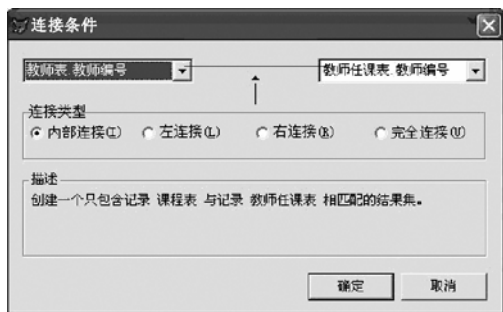 连接条件
教师表.教师编号 教师任课表.教师编号
连接类型
内部连接(I) 左连接(L) 右连接(R) 完全连接(U)
描述
创建一个只包含记录 课程表 与记录 教师任课表 相匹配的结果集。
确定 取消